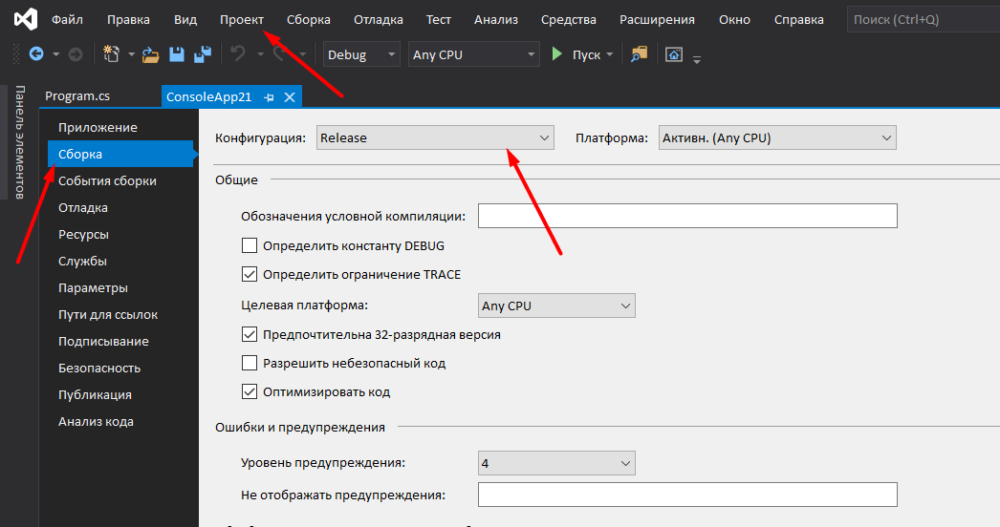 Файл Правка Вид Проект Сборка Отладка Тест Анализ Средства Расширения Окно Справка Поиск (Ctrl+Q)
Debug Any CPU Пуск
Панель элементов
Program.cs ConsoleApp21
Приложение
Сборка
События сборки
Отладка
Ресурсы
Службы
Параметры
Пути для ссылок
Подписывание
Безопасность
Публикация
Анализ кода
Конфигурация: Release Платформа: Активн. (Any CPU)
Общие
Обозначения условной компиляции:
Определить константу DEBUG
Определить ограничение TRACE
Целевая платформа: Any CPU
Предпочтительна 32-разрядная версия
Разрешить небезопасный код
Оптимизировать код
Ошибки и предупреждения
Уровень предупреждения: 4
Не отображать предупреждения: